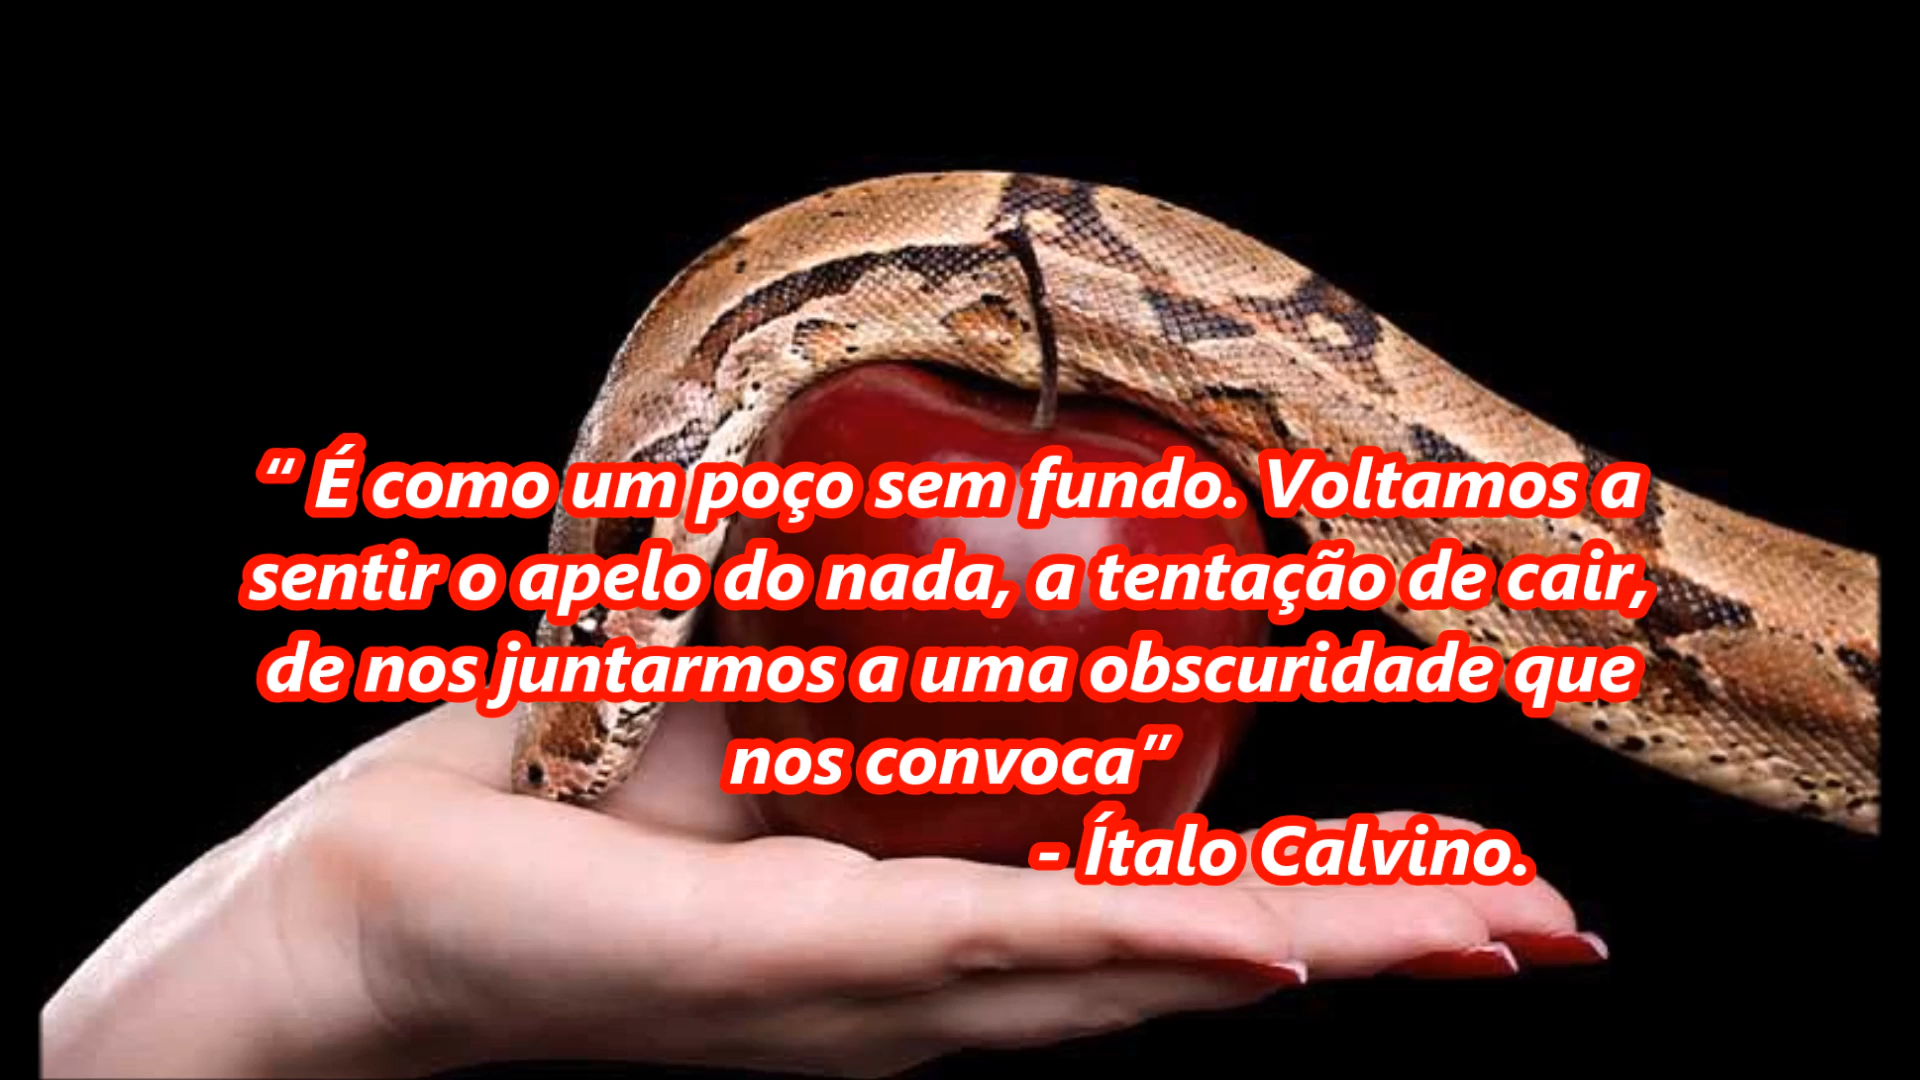 “ É como um poço sem fundo. Voltamos a
sentir o apelo do nada, a tentação de cair,
de nos juntarmos a uma obscuridade que
nos convoca”
- Ítalo Calvino.